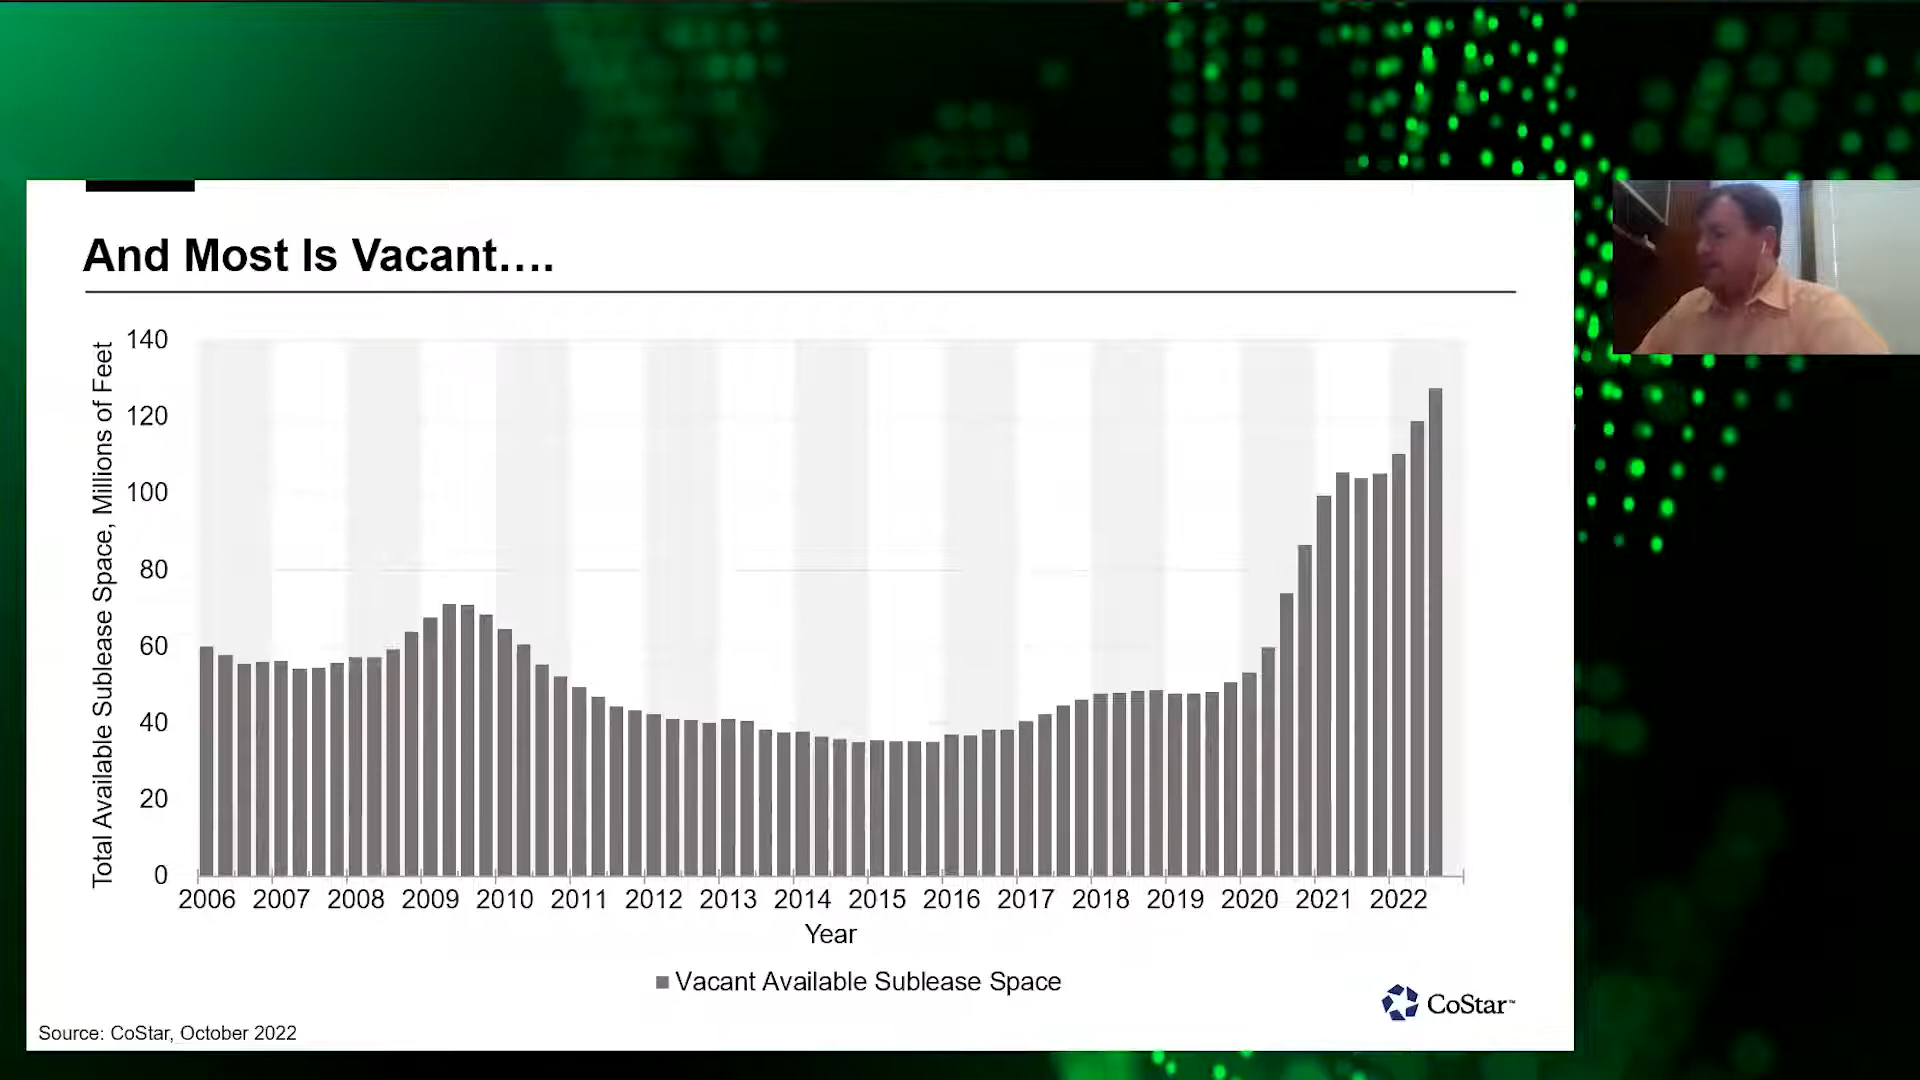 And Most Is Vacant....
Total Available Sublease Space, Millions of Feet
140
120
100
80
60
40
20
0
2006 2007 2008 2009 2010 2011 2012 2013 2014 2015 2016 2017 2018 2019 2020 2021 2022
Year
Vacant Available Sublease Space
CoStar™
Source: CoStar, October 2022